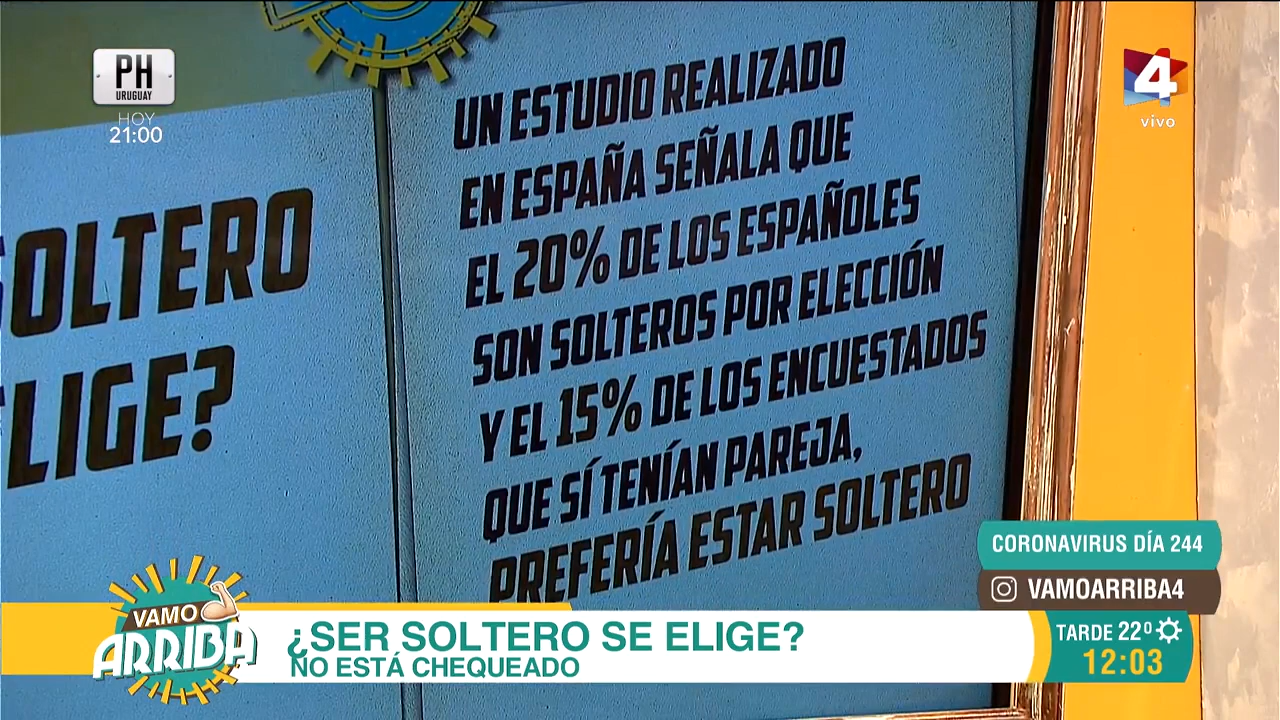 PH
URUGUAY
HOY
21:00
4
vivo
SOLTERO
ELIGE?
UN ESTUDIO REALIZADO
EN ESPAÑA SEÑALA QUE
EL 20% DE LOS ESPAÑOLES
SON SOLTEROS POR ELECCIÓN
Y EL 15% DE LOS ENCUESTADOS
QUE SÍ TENÍAN PAREJA,
PREFERÍA ESTAR SOLTERO
CORONAVIRUS DÍA 244
VAMOARRIBA4
VAMO
ARRIBA
¿SER SOLTERO SE ELIGE?
NO ESTÁ CHEQUEADO
TARDE 22º
12:03